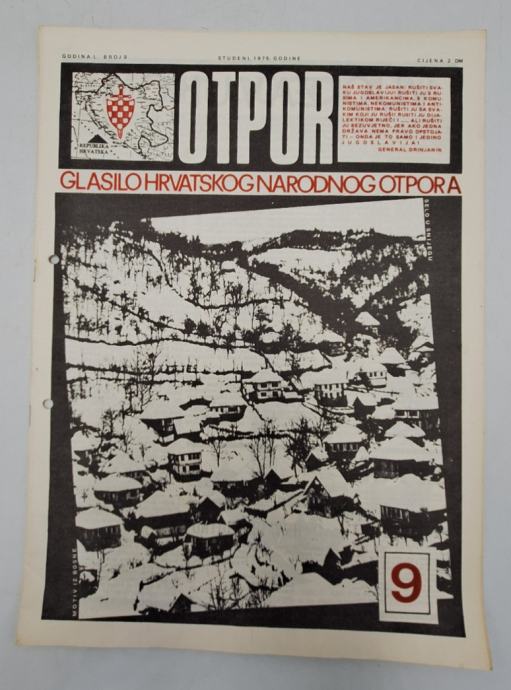 GODINA I. BROJ 9
STUDENI, 1975. GODINE
CIJENA 2 DM
REPUBLIKA
HRVATSKA
OTPOR
NAŠ STAV JE JASAN: RUŠITI SVA-
KU JUGOSLAVIJU! RUŠITI JU S RU-
SIMA I AMERIKANCIMA, S KOMU-
NISTIMA, NEKOMUNISTIMA I ANTI-
KOMUNISTIMA. RUŠITI JU SA SVA-
KIM KOJI JU RUŠI! RUŠITI JU DIJA-
LEKTIKOM RIJEČI I ..., ALI RUŠITI
JU BEZUVJETNO, JER AKO JEDNA
DRŽAVA NEMA PRAVO OPSTOJA-
TI - ONDA JE TO SAMO I JEDINO
JUGOSLAVIJA!
GENERAL DRINJANIN
GLASILO HRVATSKOG NARODNOG OTPORA
SELO U SNIJEGU
MOTIV IZ BOSNE
9